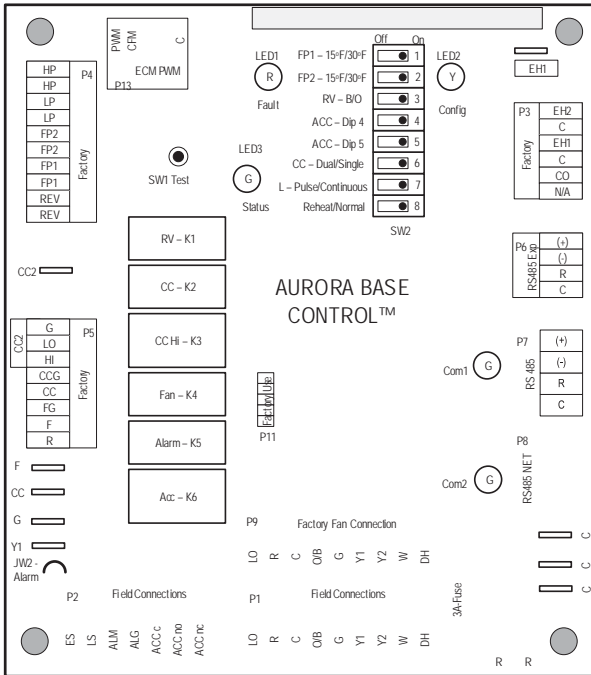 PWM
CFM
C
ECM PWM
P13
P4
HP
HP
LP
LP
FP2
FP2
FP1
FP1
REV
REV
Factory
SW1 Test
LED1
R
Fault
LED3
G
Status
Off On
FP1 – 15ºF/30ºF 1
FP2 – 15ºF/30ºF 2
RV – B/O 3
ACC – Dip 4 4
ACC – Dip 5 5
CC – Dual/Single 6
L – Pulse/Continuous 7
Reheat/Normal 8
SW2
LED2
Y
Config
EH1
P3
EH2
C
EH1
C
CO
N/A
Factory
P6
RS485 Exp
(+)
(-)
R
C
RV – K1
CC – K2
CC Hi – K3
Fan – K4
Alarm – K5
Acc – K6
AURORA BASE
CONTROL™
CC2
CC2
P5
G
LO
HI
CCG
CC
FG
F
R
Factory
Factory Use
P11
Com1
G
P7
RS 485
(+)
(-)
R
C
Com2
G
P8
RS485 NET
F
CC
G
Y1
JW2 -
Alarm
P9 Factory Fan Connection
LO R C O/B G Y1 Y2 W DH
P2 Field Connections
ES LS ALM ALG ACC c ACC no ACC nc
P1 Field Connections
LO R C O/B G Y1 Y2 W DH
3A-Fuse
C
C
C
R R